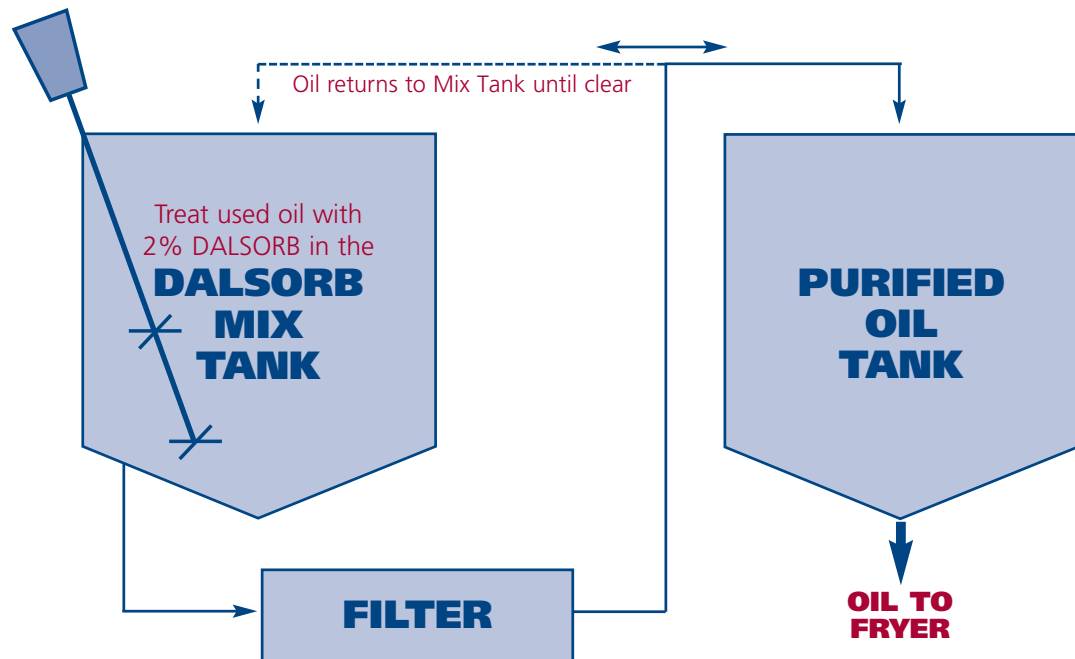 Oil returns to Mix Tank until clear
Treat used oil with
2% DALSORB in the
DALSORB
MIX
TANK
PURIFIED
OIL
TANK
FILTER
OIL TO
FRYER